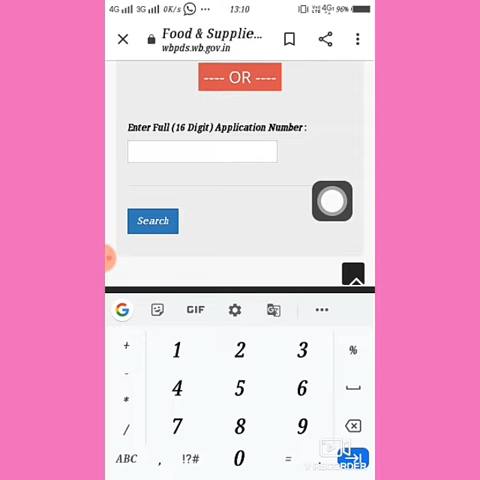 4G 3G 0K/s ... 13:10 4G 96%
Food & Supplie...
wbpds.wb.gov.in
---- OR ----
Enter Full (16 Digit) Application Number :
Search
G GIF ...
+ 1 2 3 %
- 4 5 6
* 7 8 9
/
ABC , !?# 0 = .
V RECORDER